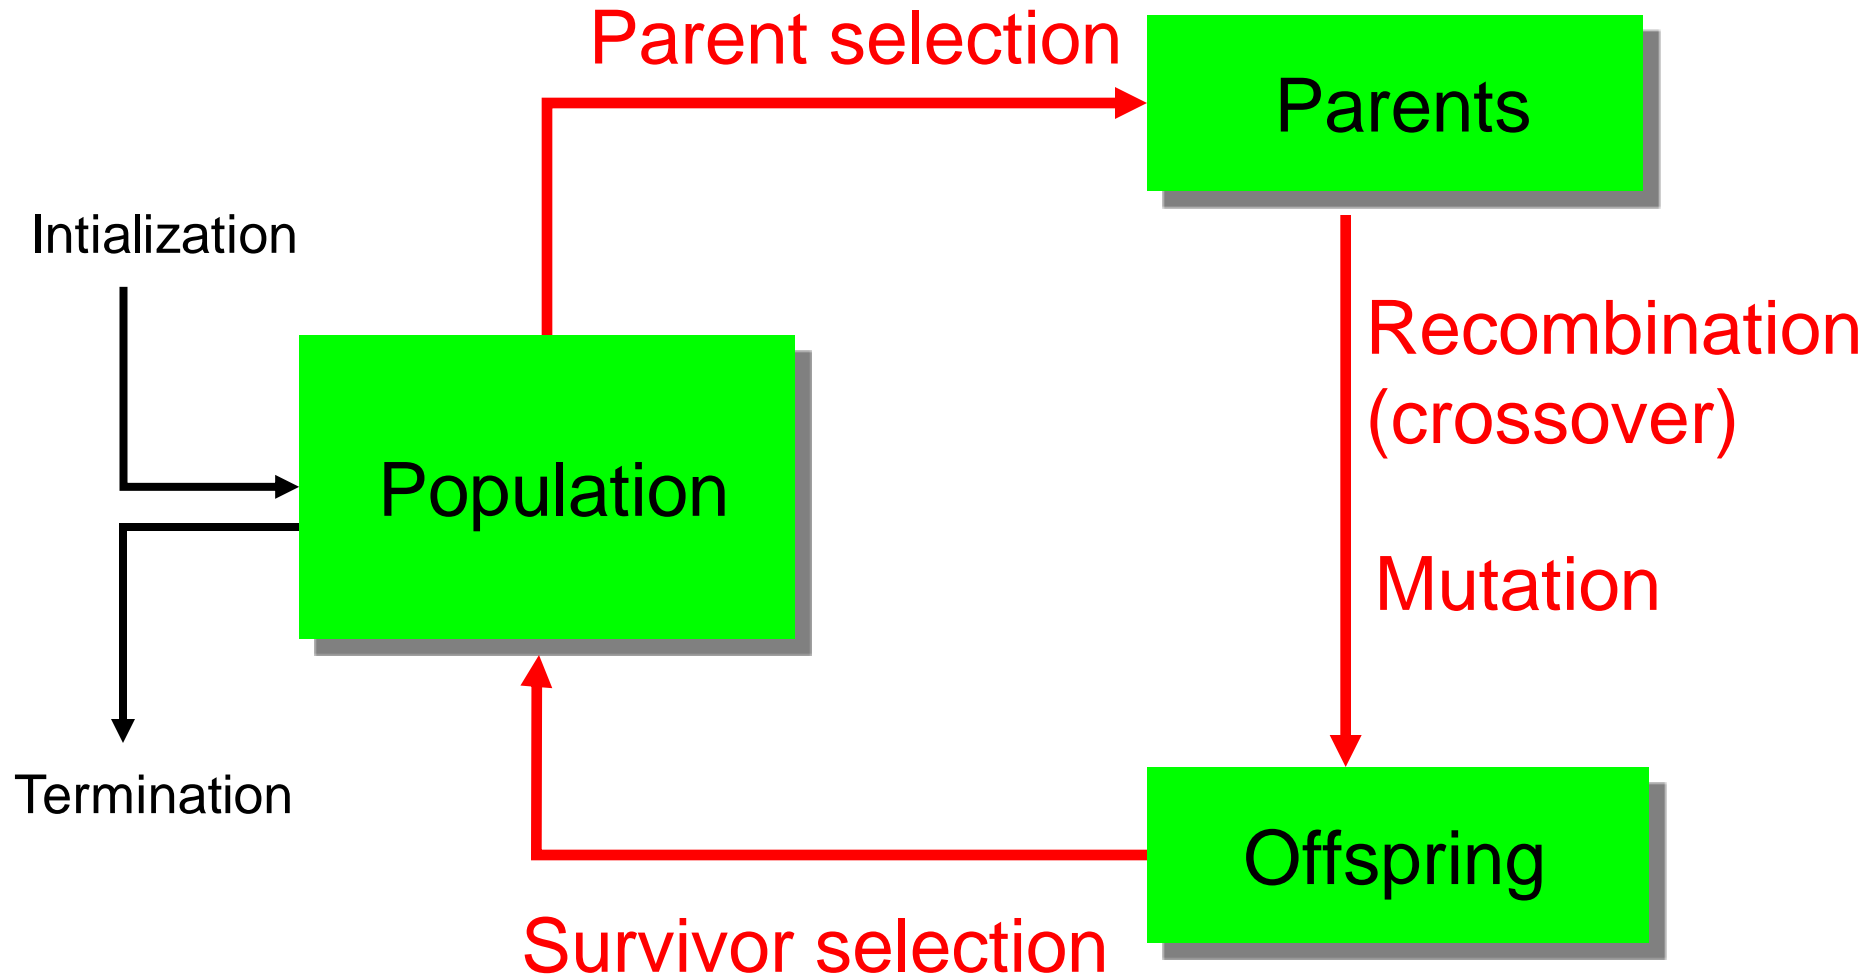 Parent selection
Parents
Intialization
Recombination
(crossover)
Population
Mutation
Termination
Offspring
Survivor selection